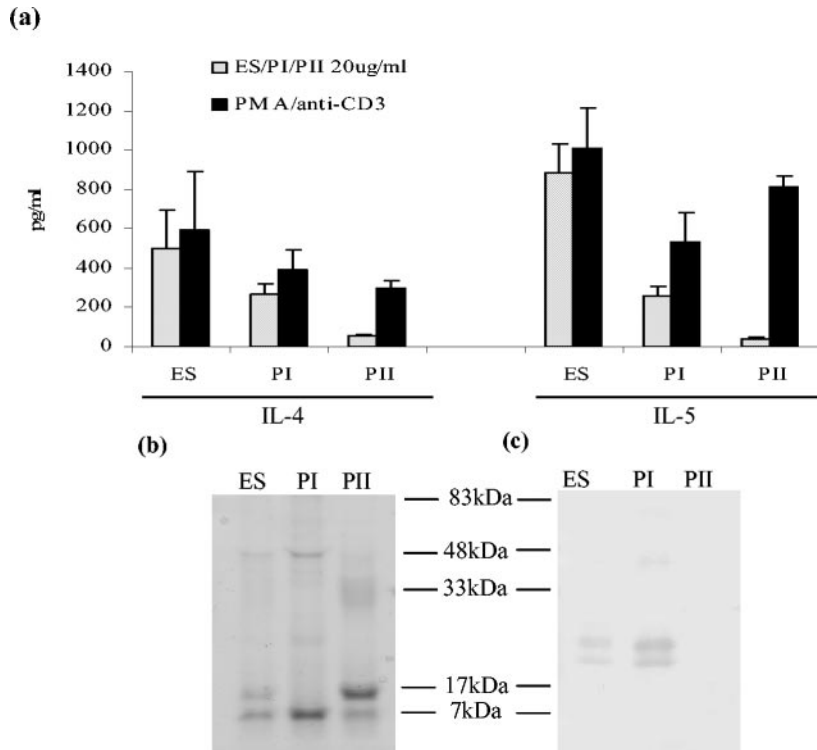 (a)
1400
1200
1000
800
600
400
200
0
pg/ml
ES/PI/PII 20ug/ml
PM A/anti-CD3
ES PI PII ES PI PII
IL-4 IL-5
(b) (c)
ES PI PII ES PI PII
83kDa
48kDa
33kDa
17kDa
7kDa